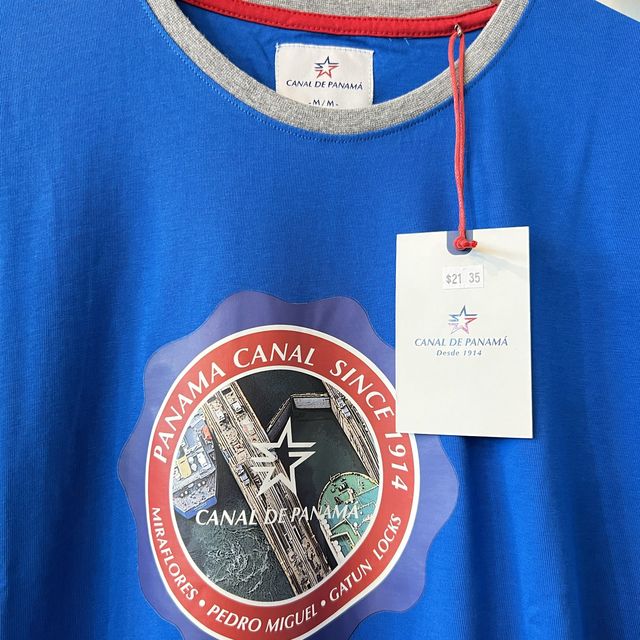 CANAL DE PANAMÁ
-M/M-
$21 35
CANAL DE PANAMÁ
Desde 1914
PANAMA CANAL SINCE 1914
CANAL DE PANAMÁ
MIRAFLORES • PEDRO MIGUEL • GATUN LOCKS